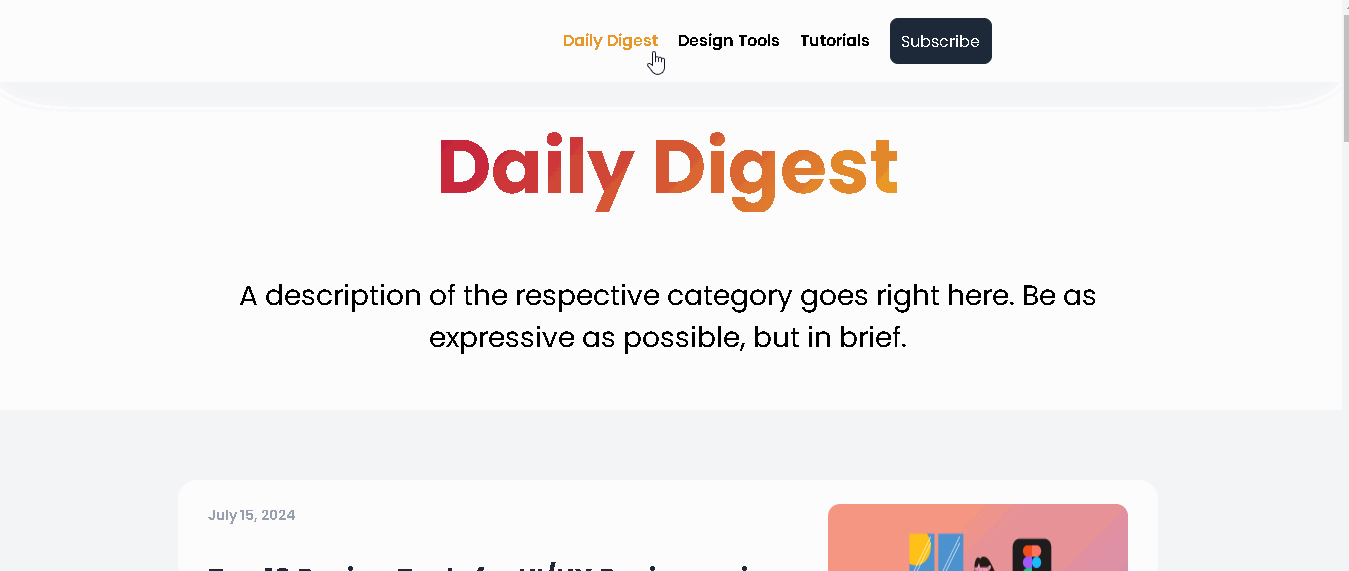 Daily Digest Design Tools Tutorials Subscribe
Daily Digest
A description of the respective category goes right here. Be as
expressive as possible, but in brief.
July 15, 2024